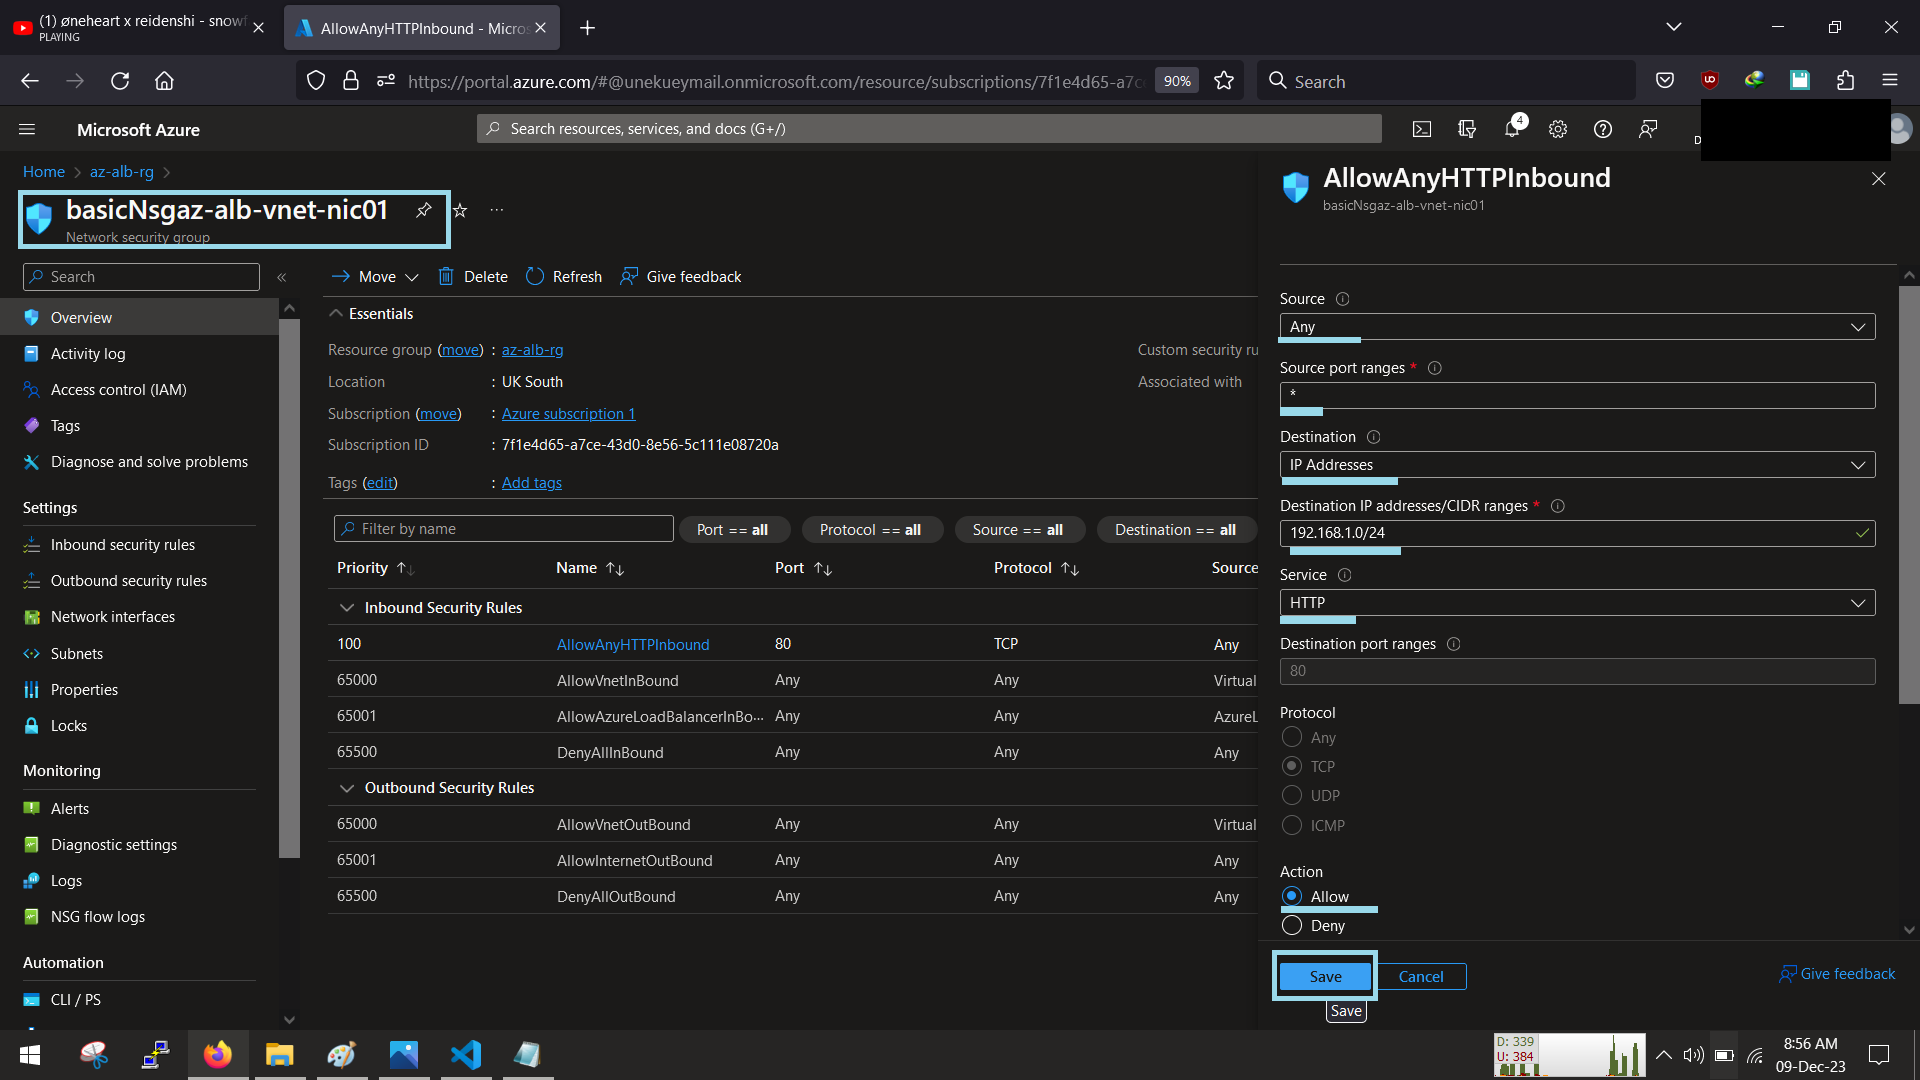 (1) øneheart x reidenshi - snowf
PLAYING
AllowAnyHTTPInbound - Micros
https://portal.azure.com/#@unekueymail.onmicrosoft.com/resource/subscriptions/7f1e4d65-a7ce
90%
Search
Microsoft Azure
Search resources, services, and docs (G+/)
4
D
Home
az-alb-rg
basicNsgaz-alb-vnet-nic01
Network security group
Search
Overview
Activity log
Access control (IAM)
Tags
Diagnose and solve problems
Settings
Inbound security rules
Outbound security rules
Network interfaces
Subnets
Properties
Locks
Monitoring
Alerts
Diagnostic settings
Logs
NSG flow logs
Automation
CLI / PS
Move
Delete
Refresh
Give feedback
Essentials
Resource group (move) : az-alb-rg
Location : UK South
Subscription (move) : Azure subscription 1
Subscription ID : 7f1e4d65-a7ce-43d0-8e56-5c111e08720a
Tags (edit) : Add tags
Custom security ru
Associated with
Filter by name
Port == all
Protocol == all
Source == all
Destination == all
Priority Name Port Protocol Source
Inbound Security Rules
100 AllowAnyHTTPInbound 80 TCP Any
65000 AllowVnetInBound Any Any Virtual
65001 AllowAzureLoadBalancerInBo... Any Any AzureL
65500 DenyAllInBound Any Any Any
Outbound Security Rules
65000 AllowVnetOutBound Any Any Virtual
65001 AllowInternetOutBound Any Any Any
65500 DenyAllOutBound Any Any Any
AllowAnyHTTPInbound
basicNsgaz-alb-vnet-nic01
Source
Any
Source port ranges *
*
Destination
IP Addresses
Destination IP addresses/CIDR ranges *
192.168.1.0/24
Service
HTTP
Destination port ranges
80
Protocol
Any
TCP
UDP
ICMP
Action
Allow
Deny
Save
Cancel
Give feedback
Save
D: 339
U: 384
8:56 AM
09-Dec-23